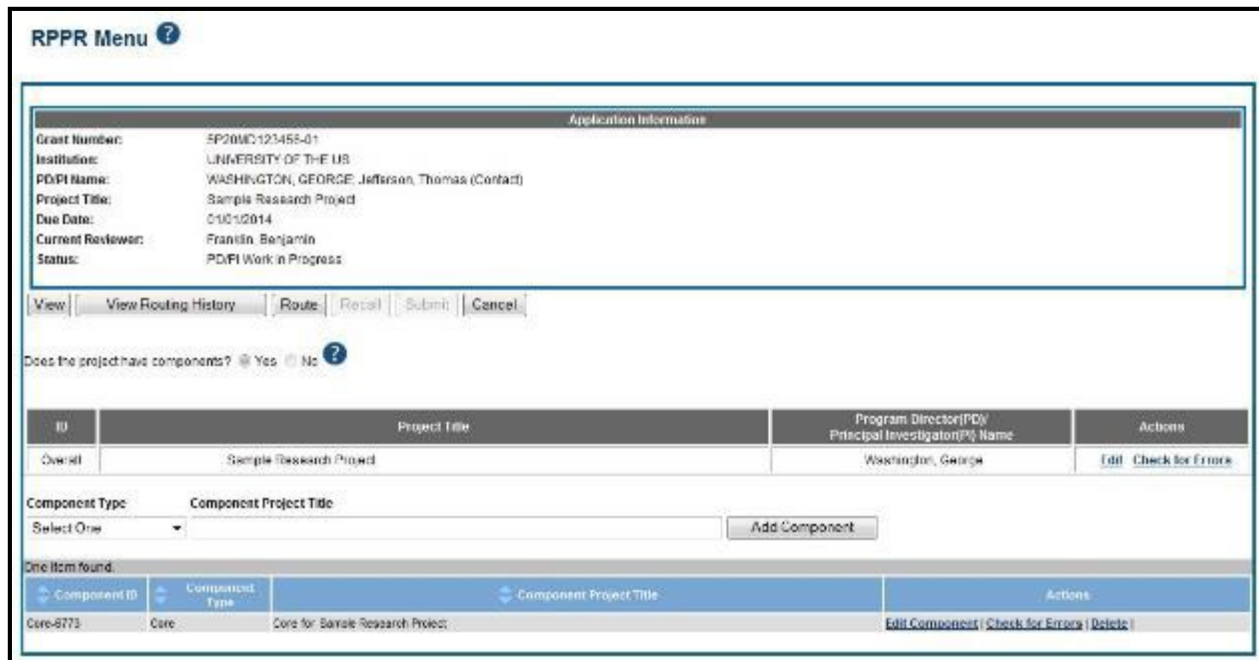 RPPR Menu ?
Application Information
Grant Number: 5P20MD123456-01
Institution: UNIVERSITY OF THE US
PD/PI Name: WASHINGTON, GEORGE; Jefferson, Thomas (Contact)
Project Title: Sample Research Project
Due Date: 01/01/2014
Current Reviewer: Franklin, Benjamin
Status: PD/PI Work in Progress
View View Routing History Route Recall Submit Cancel
Does the project have components? Yes No ?
ID Project Title Program Director(PD)/ Principal Investigator(PI) Name Actions
Overall Sample Research Project Washington, George Edit Check for Errors
Component Type Component Project Title
Select One Add Component
One item found.
Component ID Component Type Component Project Title Actions
Core-6773 Core Core for Sample Research Project Edit Component | Check for Errors | Delete |